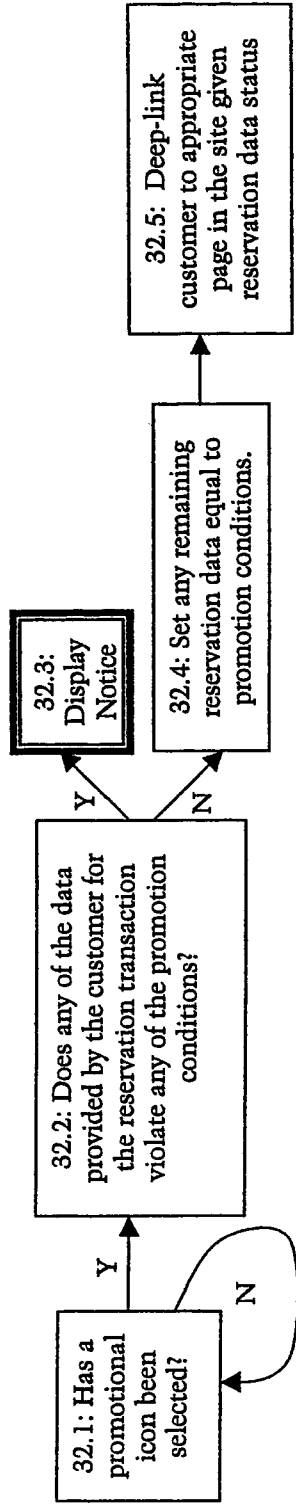 32.1: Has a
promotional
icon been
selected?
Y
N
32.2: Does any of the data
provided by the customer for
the reservation transaction
violate any of the promotion
conditions?
Y
N
32.3:
Display
Notice
32.4: Set any remaining
reservation data equal to
promotion conditions.
32.5: Deep-link
customer to appropriate
page in the site given
reservation data status